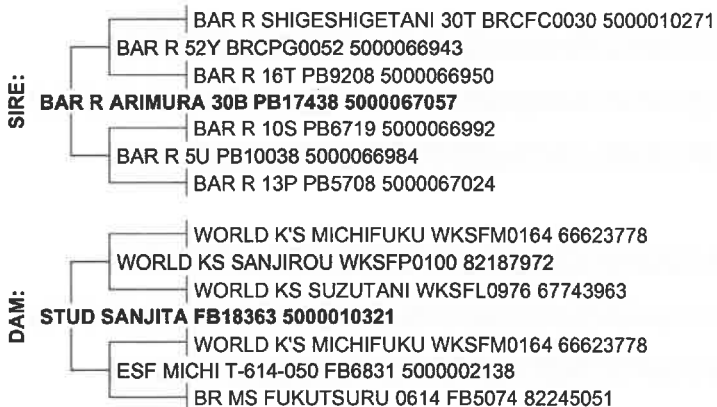 BAR R SHIGESHIGETANI 30T BRCFC0030 5000010271
BAR R 52Y BRCPG0052 5000066943
BAR R 16T PB9208 5000066950
SIRE:
BAR R ARIMURA 30B PB17438 5000067057
BAR R 10S PB6719 5000066992
BAR R 5U PB10038 5000066984
BAR R 13P PB5708 5000067024
WORLD K'S MICHIFUKU WKSFM0164 66623778
WORLD KS SANJIROU WKSFP0100 82187972
WORLD KS SUZUTANI WKSFL0976 67743963
DAM:
STUD SANJITA FB18363 5000010321
WORLD K'S MICHIFUKU WKSFM0164 66623778
ESF MICHI T-614-050 FB6831 5000002138
BR MS FUKUTSURU 0614 FB5074 82245051